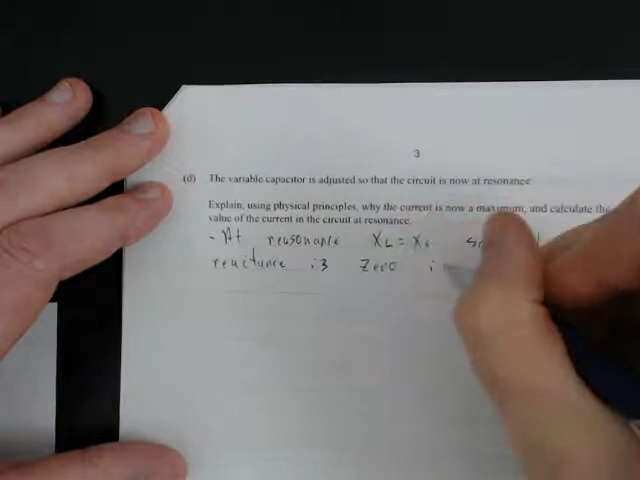 3
(d) The variable capacitor is adjusted so that the circuit is now at resonance
Explain, using physical principles, why the current is now a maximum, and calculate the
value of the current in the circuit at resonance.
- At reusonance XL = Xc
reuctance is zero i